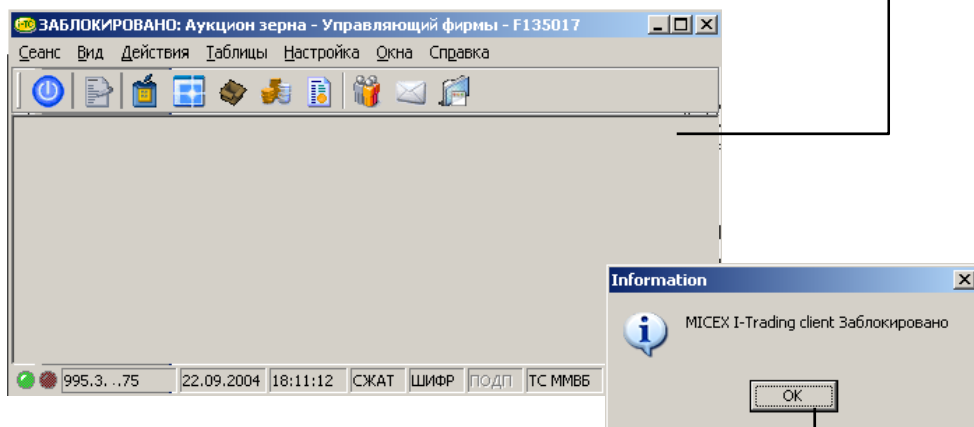 ЗАБЛОКИРОВАНО: Аукцион зерна - Управляющий фирмы - F135017
Сеанс Вид Действия Таблицы Настройка Окна Справка
Information
MICEX I-Trading client Заблокировано
OK
995.3. ..75 22.09.2004 18:11:12 СЖАТ ШИФР ПОДП ТС ММВБ